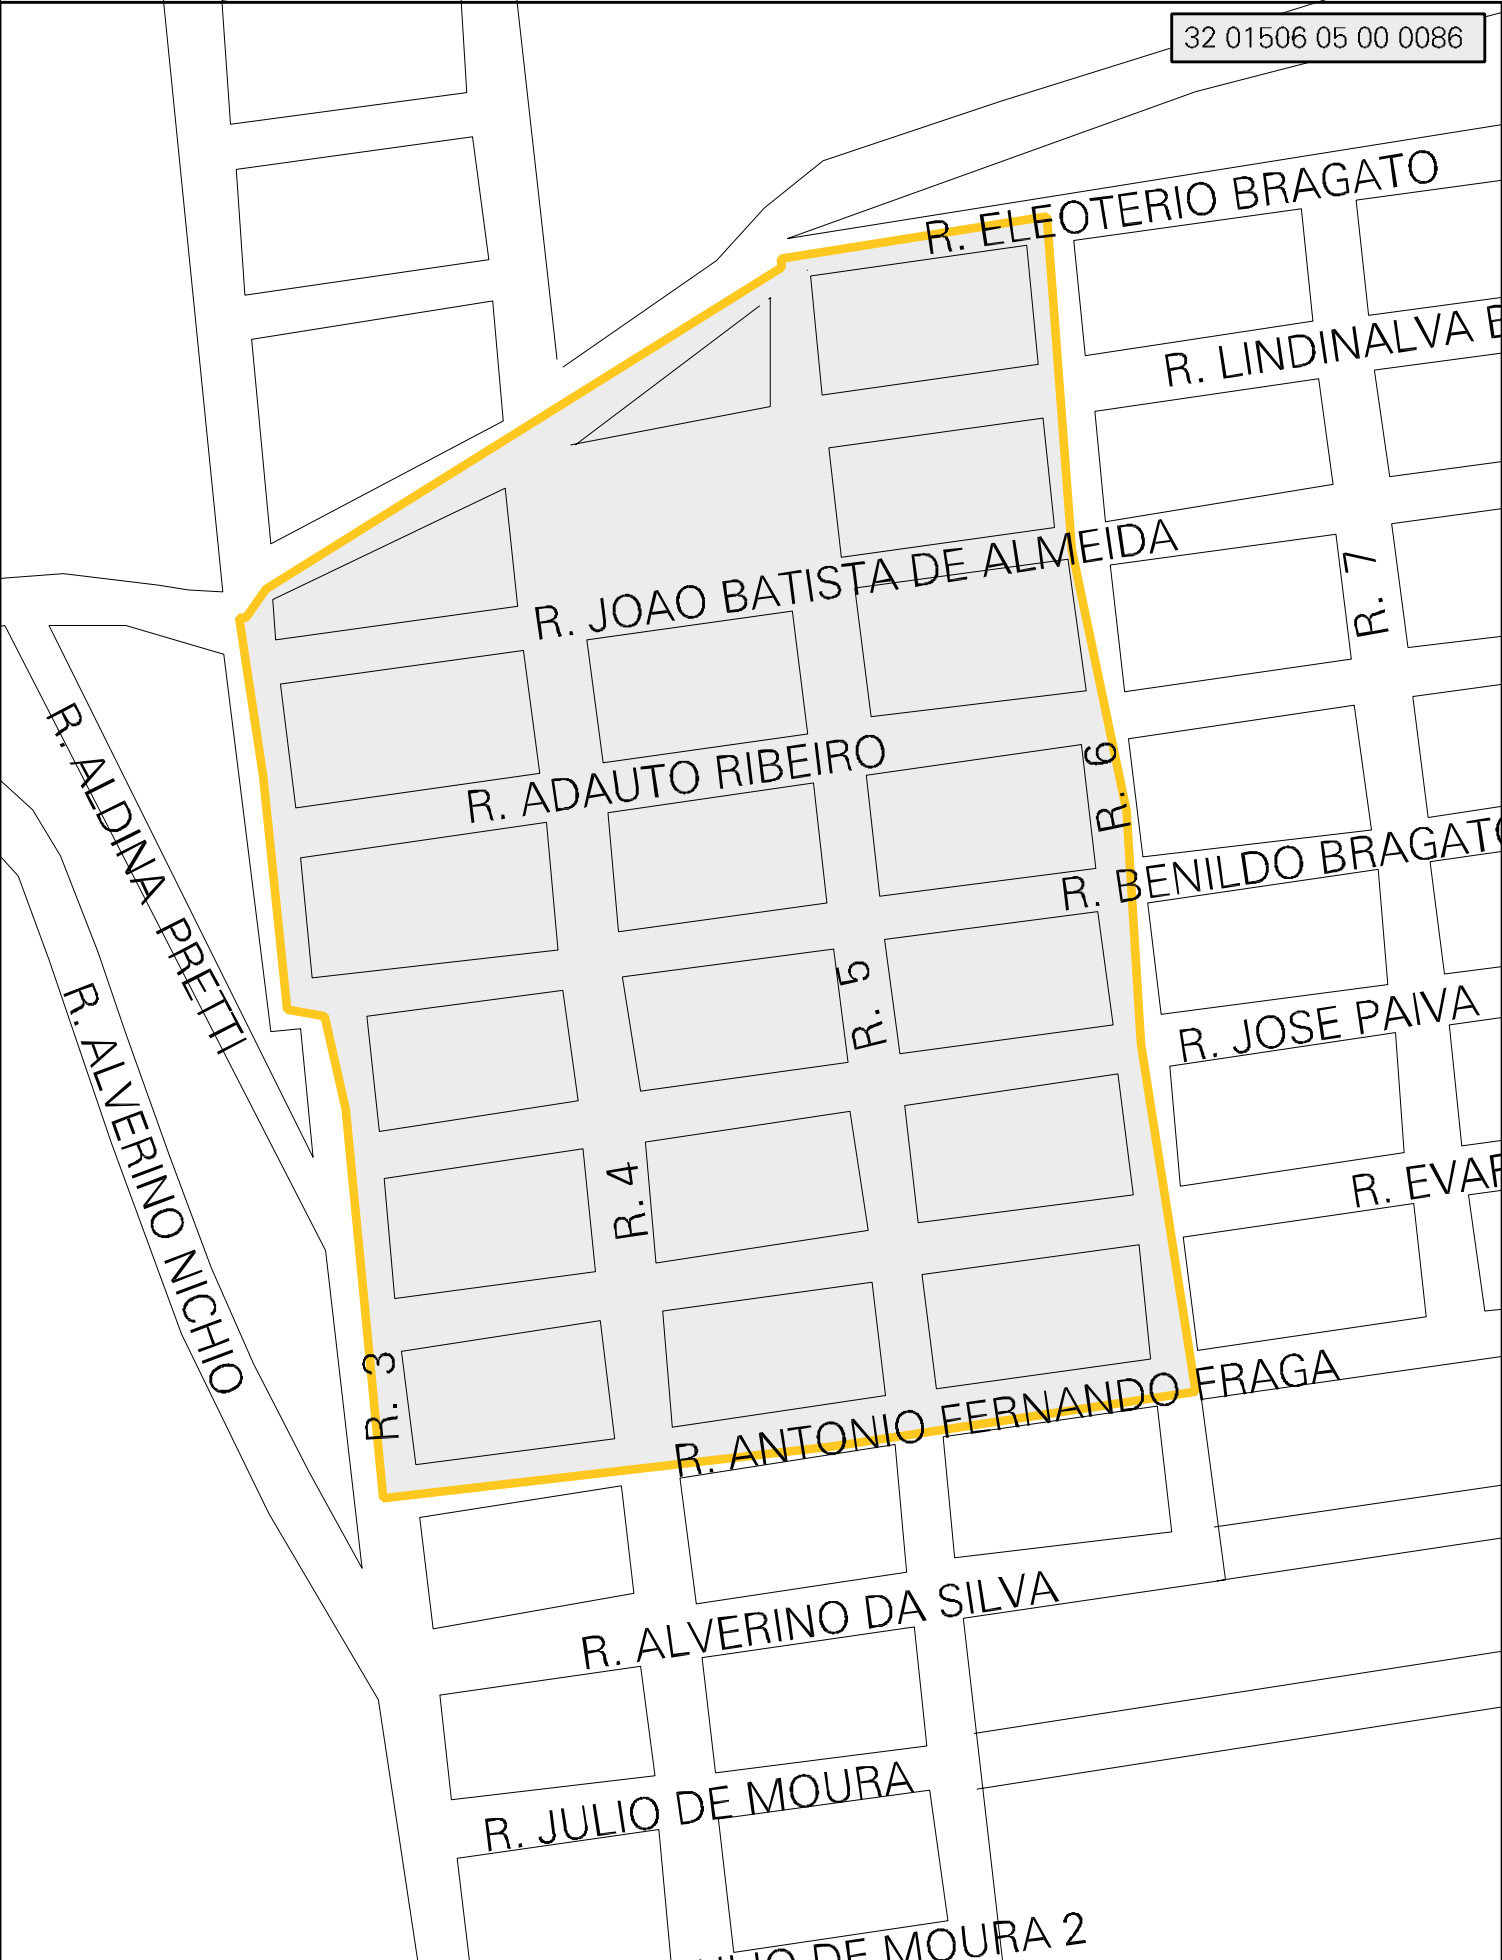 32 01506 05 00 0086
R. ELEOTERIO BRAGATO
R. LINDINALVA
R. JOAO BATISTA DE ALMEIDA
R. 7
R. ADAUTO RIBEIRO
R. 6
R. ALDINA PRETTI
R. BENILDO BRAGATO
R. 5
R. JOSE PAIVA
R. ALVERINO NICHIO
R. 4
R.
R. 3
R. ANTONIO FERNANDO FRAGA
R. ALVERINO DA SILVA
R. JULIO DE MOURA
DE MOURA 2